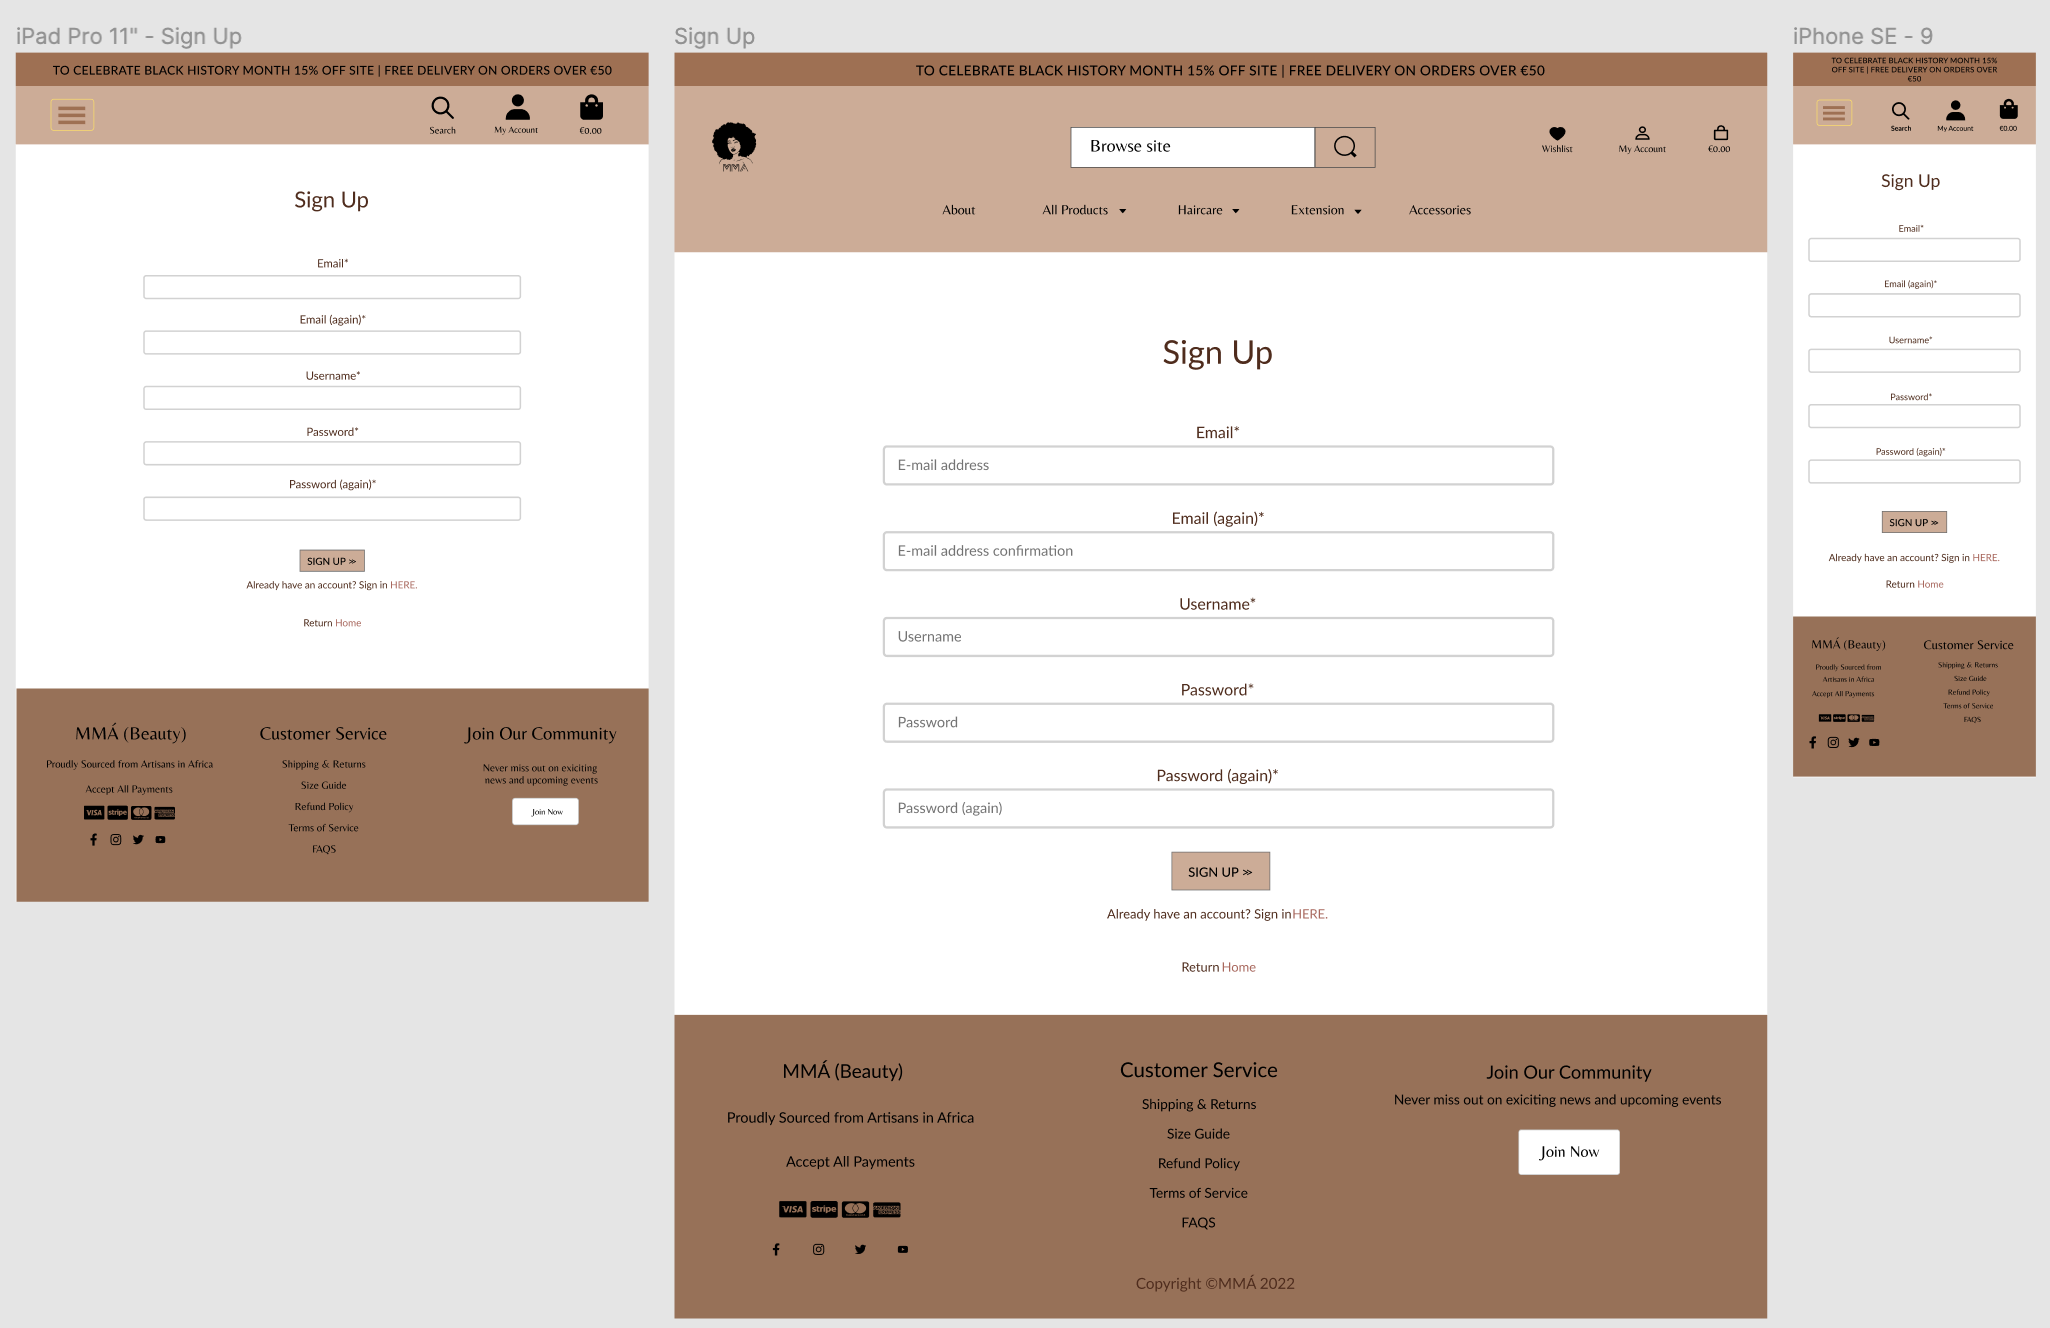 iPad Pro 11" - Sign Up
TO CELEBRATE BLACK HISTORY MONTH 15% OFF SITE | FREE DELIVERY ON ORDERS OVER €50
Search
My Account
€0.00
Sign Up
Email*
Email (again)*
Username*
Password*
Password (again)*
SIGN UP >>
Already have an account? Sign in HERE.
Return Home
MMÁ (Beauty)
Proudly Sourced from Artisans in Africa
Accept All Payments
VISA stripe
Customer Service
Shipping & Returns
Size Guide
Refund Policy
Terms of Service
FAQS
Join Our Community
Never miss out on exiciting
news and upcoming events
Join Now
Sign Up
TO CELEBRATE BLACK HISTORY MONTH 15% OFF SITE | FREE DELIVERY ON ORDERS OVER €50
MMÁ
Browse site
Wishlist
My Account
€0.00
About
All Products
Haircare
Extension
Accessories
Sign Up
Email*
E-mail address
Email (again)*
E-mail address confirmation
Username*
Username
Password*
Password
Password (again)*
Password (again)
SIGN UP >>
Already have an account? Sign inHERE.
Return Home
MMÁ (Beauty)
Proudly Sourced from Artisans in Africa
Accept All Payments
VISA stripe
Customer Service
Shipping & Returns
Size Guide
Refund Policy
Terms of Service
FAQS
Join Our Community
Never miss out on exiciting news and upcoming events
Join Now
Copyright ©MMÁ 2022
iPhone SE - 9
TO CELEBRATE BLACK HISTORY MONTH 15%
OFF SITE | FREE DELIVERY ON ORDERS OVER
€50
Search
My Account
€0.00
Sign Up
Email*
Email (again)*
Username*
Password*
Password (again)*
SIGN UP >>
Already have an account? Sign in HERE.
Return Home
MMÁ (Beauty)
Proudly Sourced from
Artisans in Africa
Accept All Payments
VISA stripe
Customer Service
Shipping & Returns
Size Guide
Refund Policy
Terms of Service
FAQS